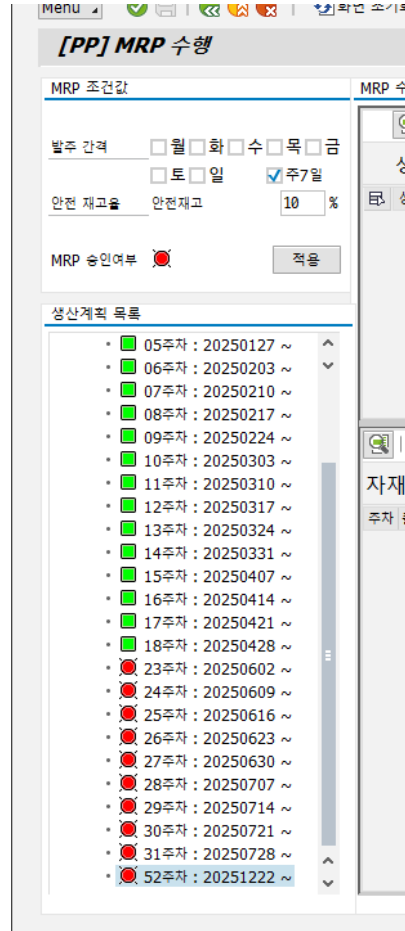 Menu
[PP] MRP 수행
MRP 조건값
MRP
발주 간격 월 화 수 목 금
토 일 주7일
안전 재고율 안전재고 10 %
MRP 승인여부 적용
생산계획 목록
05주차 : 20250127 ~
06주차 : 20250203 ~
07주차 : 20250210 ~
08주차 : 20250217 ~
09주차 : 20250224 ~
10주차 : 20250303 ~
11주차 : 20250310 ~
12주차 : 20250317 ~
13주차 : 20250324 ~
14주차 : 20250331 ~
15주차 : 20250407 ~
16주차 : 20250414 ~
17주차 : 20250421 ~
18주차 : 20250428 ~
23주차 : 20250602 ~
24주차 : 20250609 ~
25주차 : 20250616 ~
26주차 : 20250623 ~
27주차 : 20250630 ~
28주차 : 20250707 ~
29주차 : 20250714 ~
30주차 : 20250721 ~
31주차 : 20250728 ~
52주차 : 20251222 ~
자재
주차